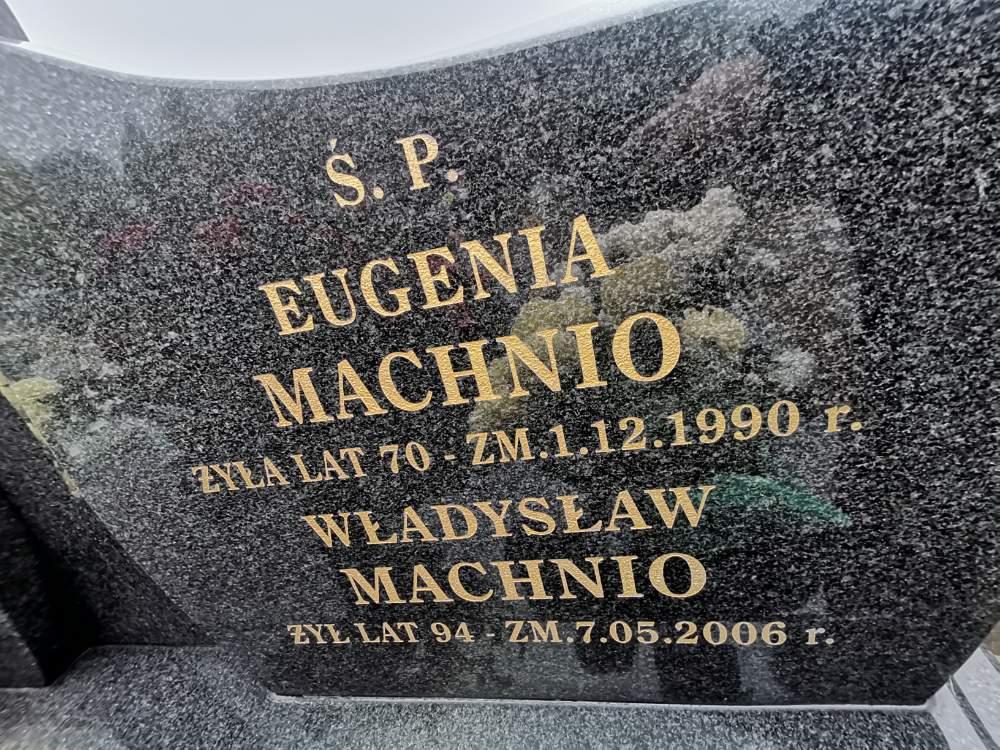 Ś. P.
EUGENIA
MACHNIO
ŻYŁA LAT 70 - ZM.1.12.1990 r.
WŁADYSŁAW
MACHNIO
ŻYŁ LAT 94 - ZM.7.05.2006 r.